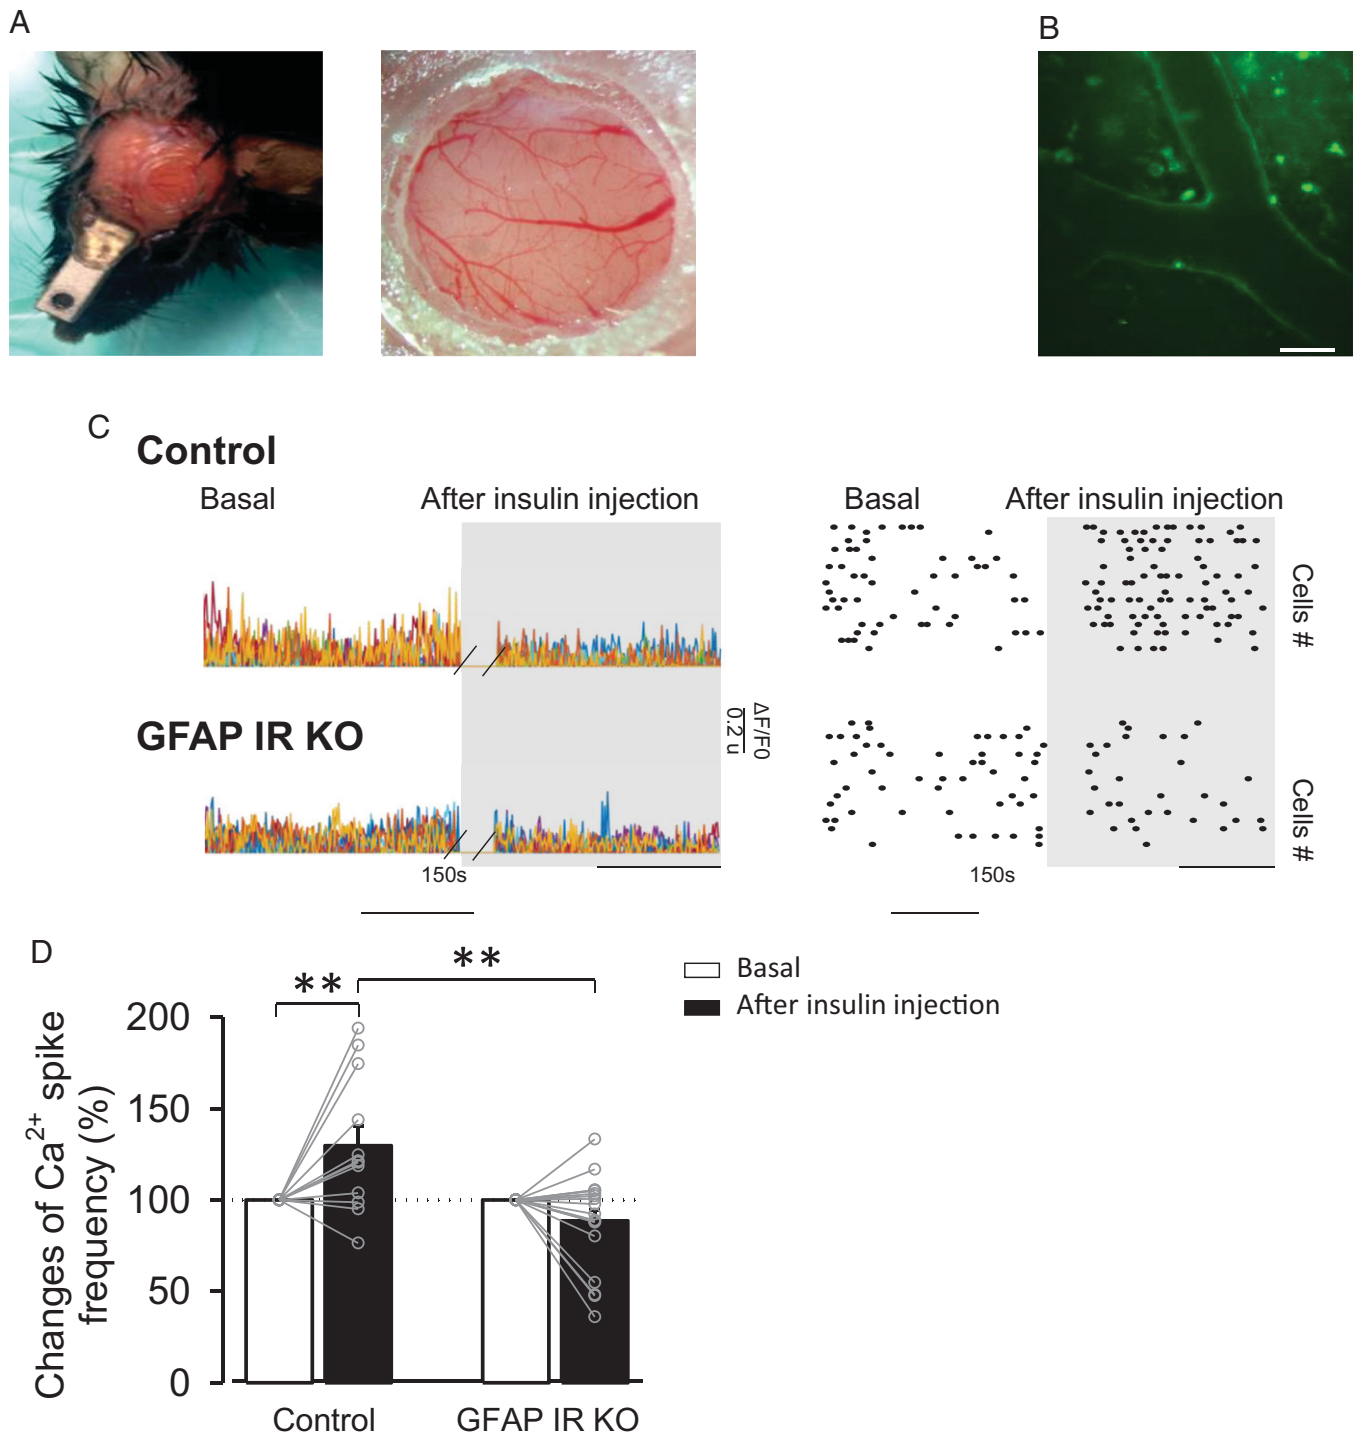 A
B
C
Control
Basal
After insulin injection
Basal
After insulin injection
Cells #
GFAP IR KO
ΔF/F0
0.2 u
Cells #
150s
150s
D
**
**
Basal
After insulin injection
Changes of Ca²⁺ spike
frequency (%)
200
150
100
50
0
Control
GFAP IR KO